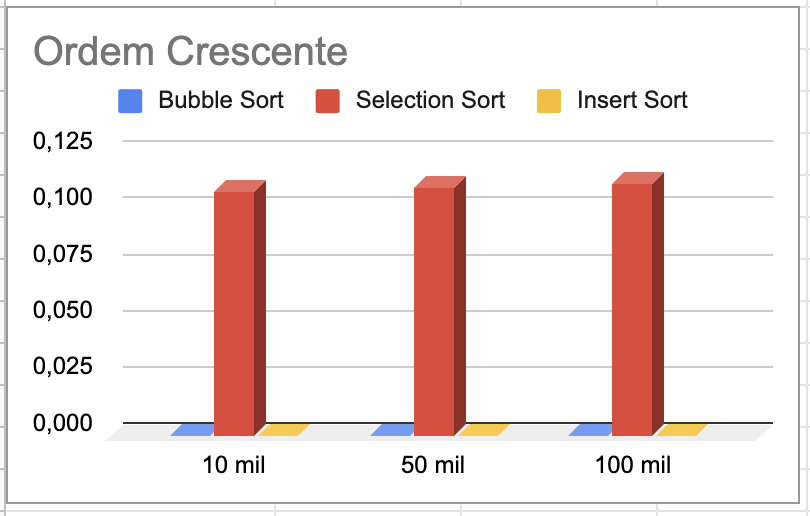 Ordem Crescente
Bubble Sort Selection Sort Insert Sort
0,125
0,100
0,075
0,050
0,025
0,000
10 mil 50 mil 100 mil